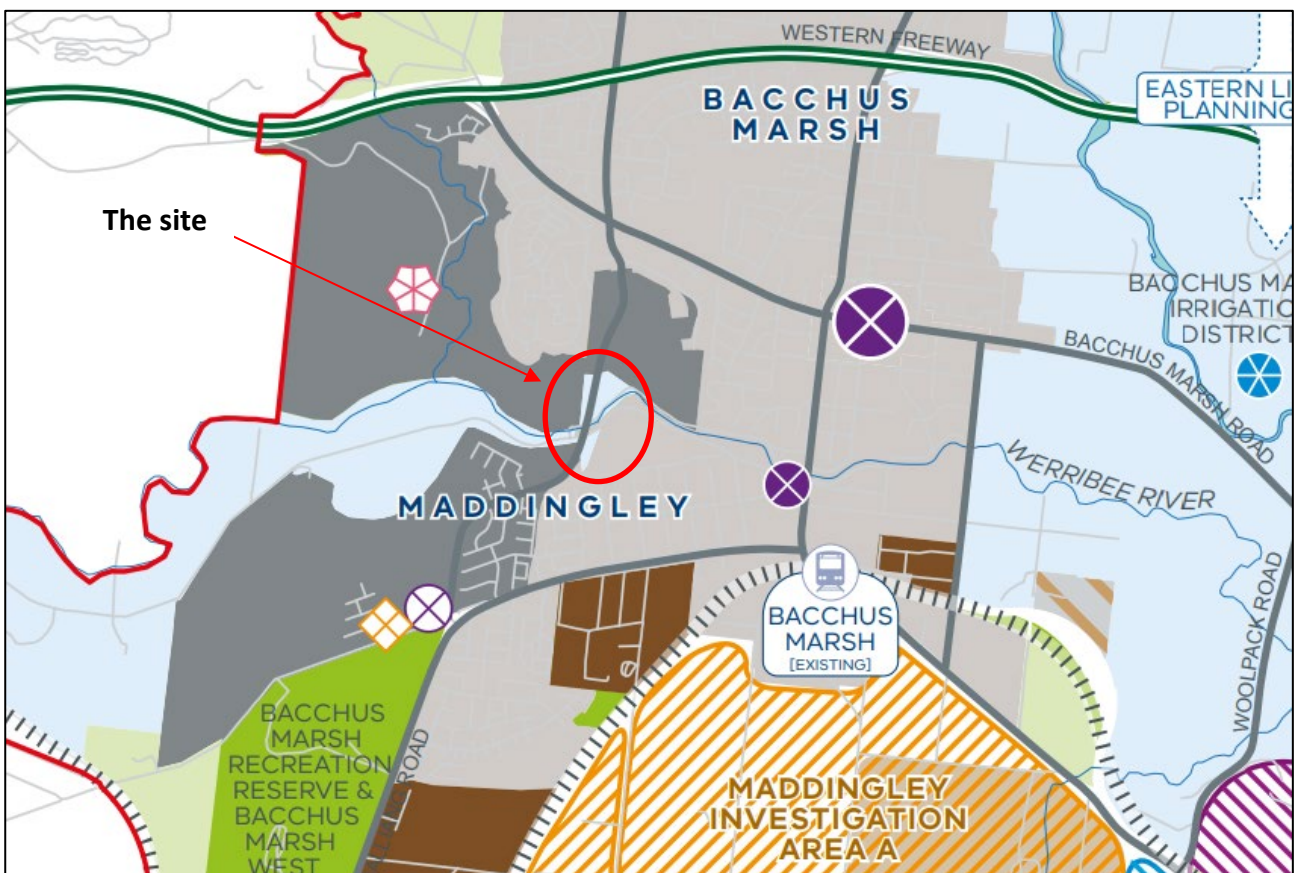 WESTERN FREEWAY
BACCHUS
MARSH
EASTERN LI
PLANNING
The site
BACCHUS MA
IRRIGATIO
DISTRICT
BACCHUS MARSH ROAD
WERRIBEE RIVER
MADDINGLEY
BACCHUS
MARSH
[EXISTING]
WOOLPACK ROAD
BACCHUS
MARSH
RECREATION
RESERVE &
BACCHUS
MARSH
WEST
ROAD
MADDINGLEY
INVESTIGATION
AREA A